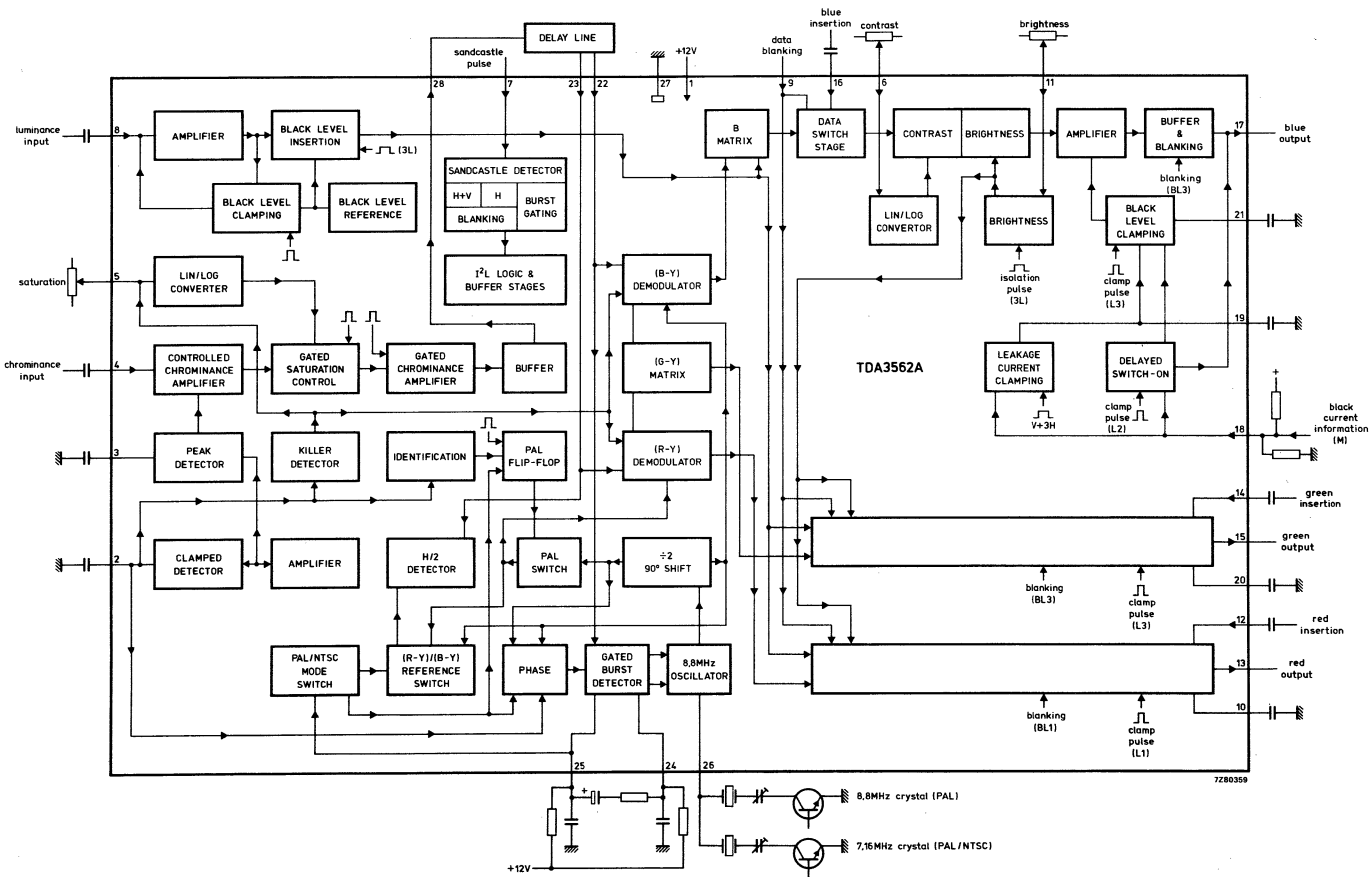 DELAY LINE
sandcastle
pulse
+12V
data
blanking
blue
insertion
contrast
brightness
28
7
23
22
27
1
9
16
6
11
luminance
input
8
AMPLIFIER
BLACK LEVEL
INSERTION
(3L)
BLACK LEVEL
CLAMPING
BLACK LEVEL
REFERENCE
SANDCASTLE DETECTOR
H+V
H
BURST
GATING
BLANKING
I²L LOGIC &
BUFFER STAGES
B
MATRIX
DATA
SWITCH
STAGE
CONTRAST
BRIGHTNESS
AMPLIFIER
BUFFER
&
BLANKING
17
blue
output
blanking
(BL3)
LIN/LOG
CONVERTOR
BRIGHTNESS
isolation
pulse
(3L)
BLACK
LEVEL
CLAMPING
21
clamp
pulse
(L3)
saturation
5
LIN/LOG
CONVERTER
(B-Y)
DEMODULATOR
19
chrominance
input
4
CONTROLLED
CHROMINANCE
AMPLIFIER
GATED
SATURATION
CONTROL
GATED
CHROMINANCE
AMPLIFIER
BUFFER
(G-Y)
MATRIX
TDA3562A
LEAKAGE
CURRENT
CLAMPING
V+3H
DELAYED
SWITCH-ON
clamp
pulse
(L2)
+
18
black
current
information
(M)
3
PEAK
DETECTOR
KILLER
DETECTOR
IDENTIFICATION
PAL
FLIP-FLOP
(R-Y)
DEMODULATOR
14
green
insertion
15
green
output
2
CLAMPED
DETECTOR
AMPLIFIER
H/2
DETECTOR
PAL
SWITCH
÷2
90° SHIFT
20
blanking
(BL3)
clamp
pulse
(L3)
12
red
insertion
PAL/NTSC
MODE
SWITCH
(R-Y)/(B-Y)
REFERENCE
SWITCH
PHASE
GATED
BURST
DETECTOR
8,8MHz
OSCILLATOR
13
red
output
10
blanking
(BL1)
clamp
pulse
(L1)
25
24
26
7Z80359
+
8,8MHz crystal (PAL)
7,16MHz crystal (PAL/NTSC)
+12V